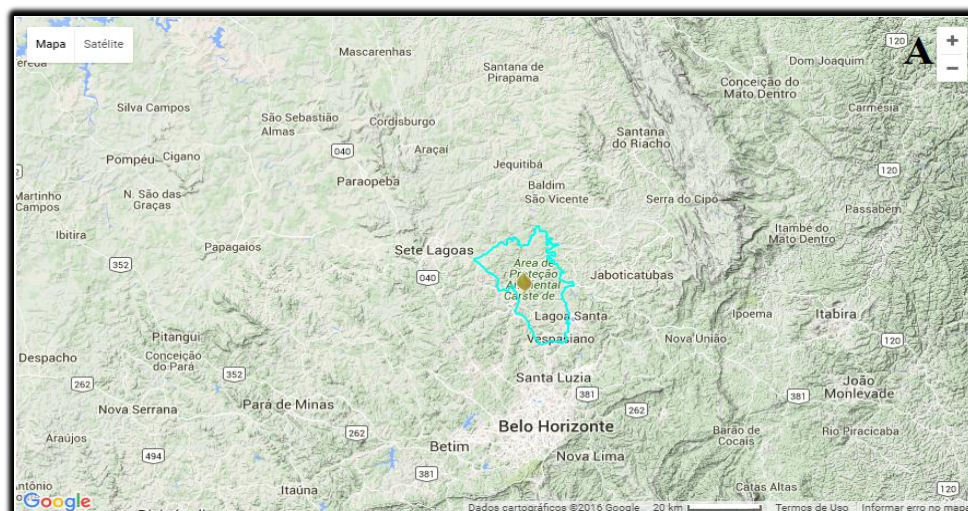 Mapa Satélite
A
+
−
120
Dom Joaquim
Mascarenhas
Santana de
Pirapama
Conceição do
Mato Dentro
Silva Campos
Carmésia
São Sebastião
Almas
Cordisburgo
Santana
do Riacho
040
Araçaí
Pompéu
Cigano
Jequitibá
120
Paraopeba
Baldim
Martinho
Campos
N. São das
Graças
São Vicente
Serra do Cipó
Passabém
Ibitira
Itambé do
Mato Dentro
Papagaios
Sete Lagoas
352
040
Área de
Proteção
Ambiental
Carste de...
Jaboticatubas
Lagoa Santa
Ipoema
Itabira
Pitangui
Vespasiano
Nova União
120
Despacho
Conceição
do Pará
352
262
Santa Luzia
João
Monlevade
381
381
Nova Serrana
Pará de Minas
262
Belo Horizonte
262
Barão de
Cocais
Rio Piracicaba
Araújos
Betim
494
Nova Lima
381
Itaúna
Catas Altas
120
Google
Dados cartográficos ©2016 Google 20 km Termos de Uso Informar erro no mapa